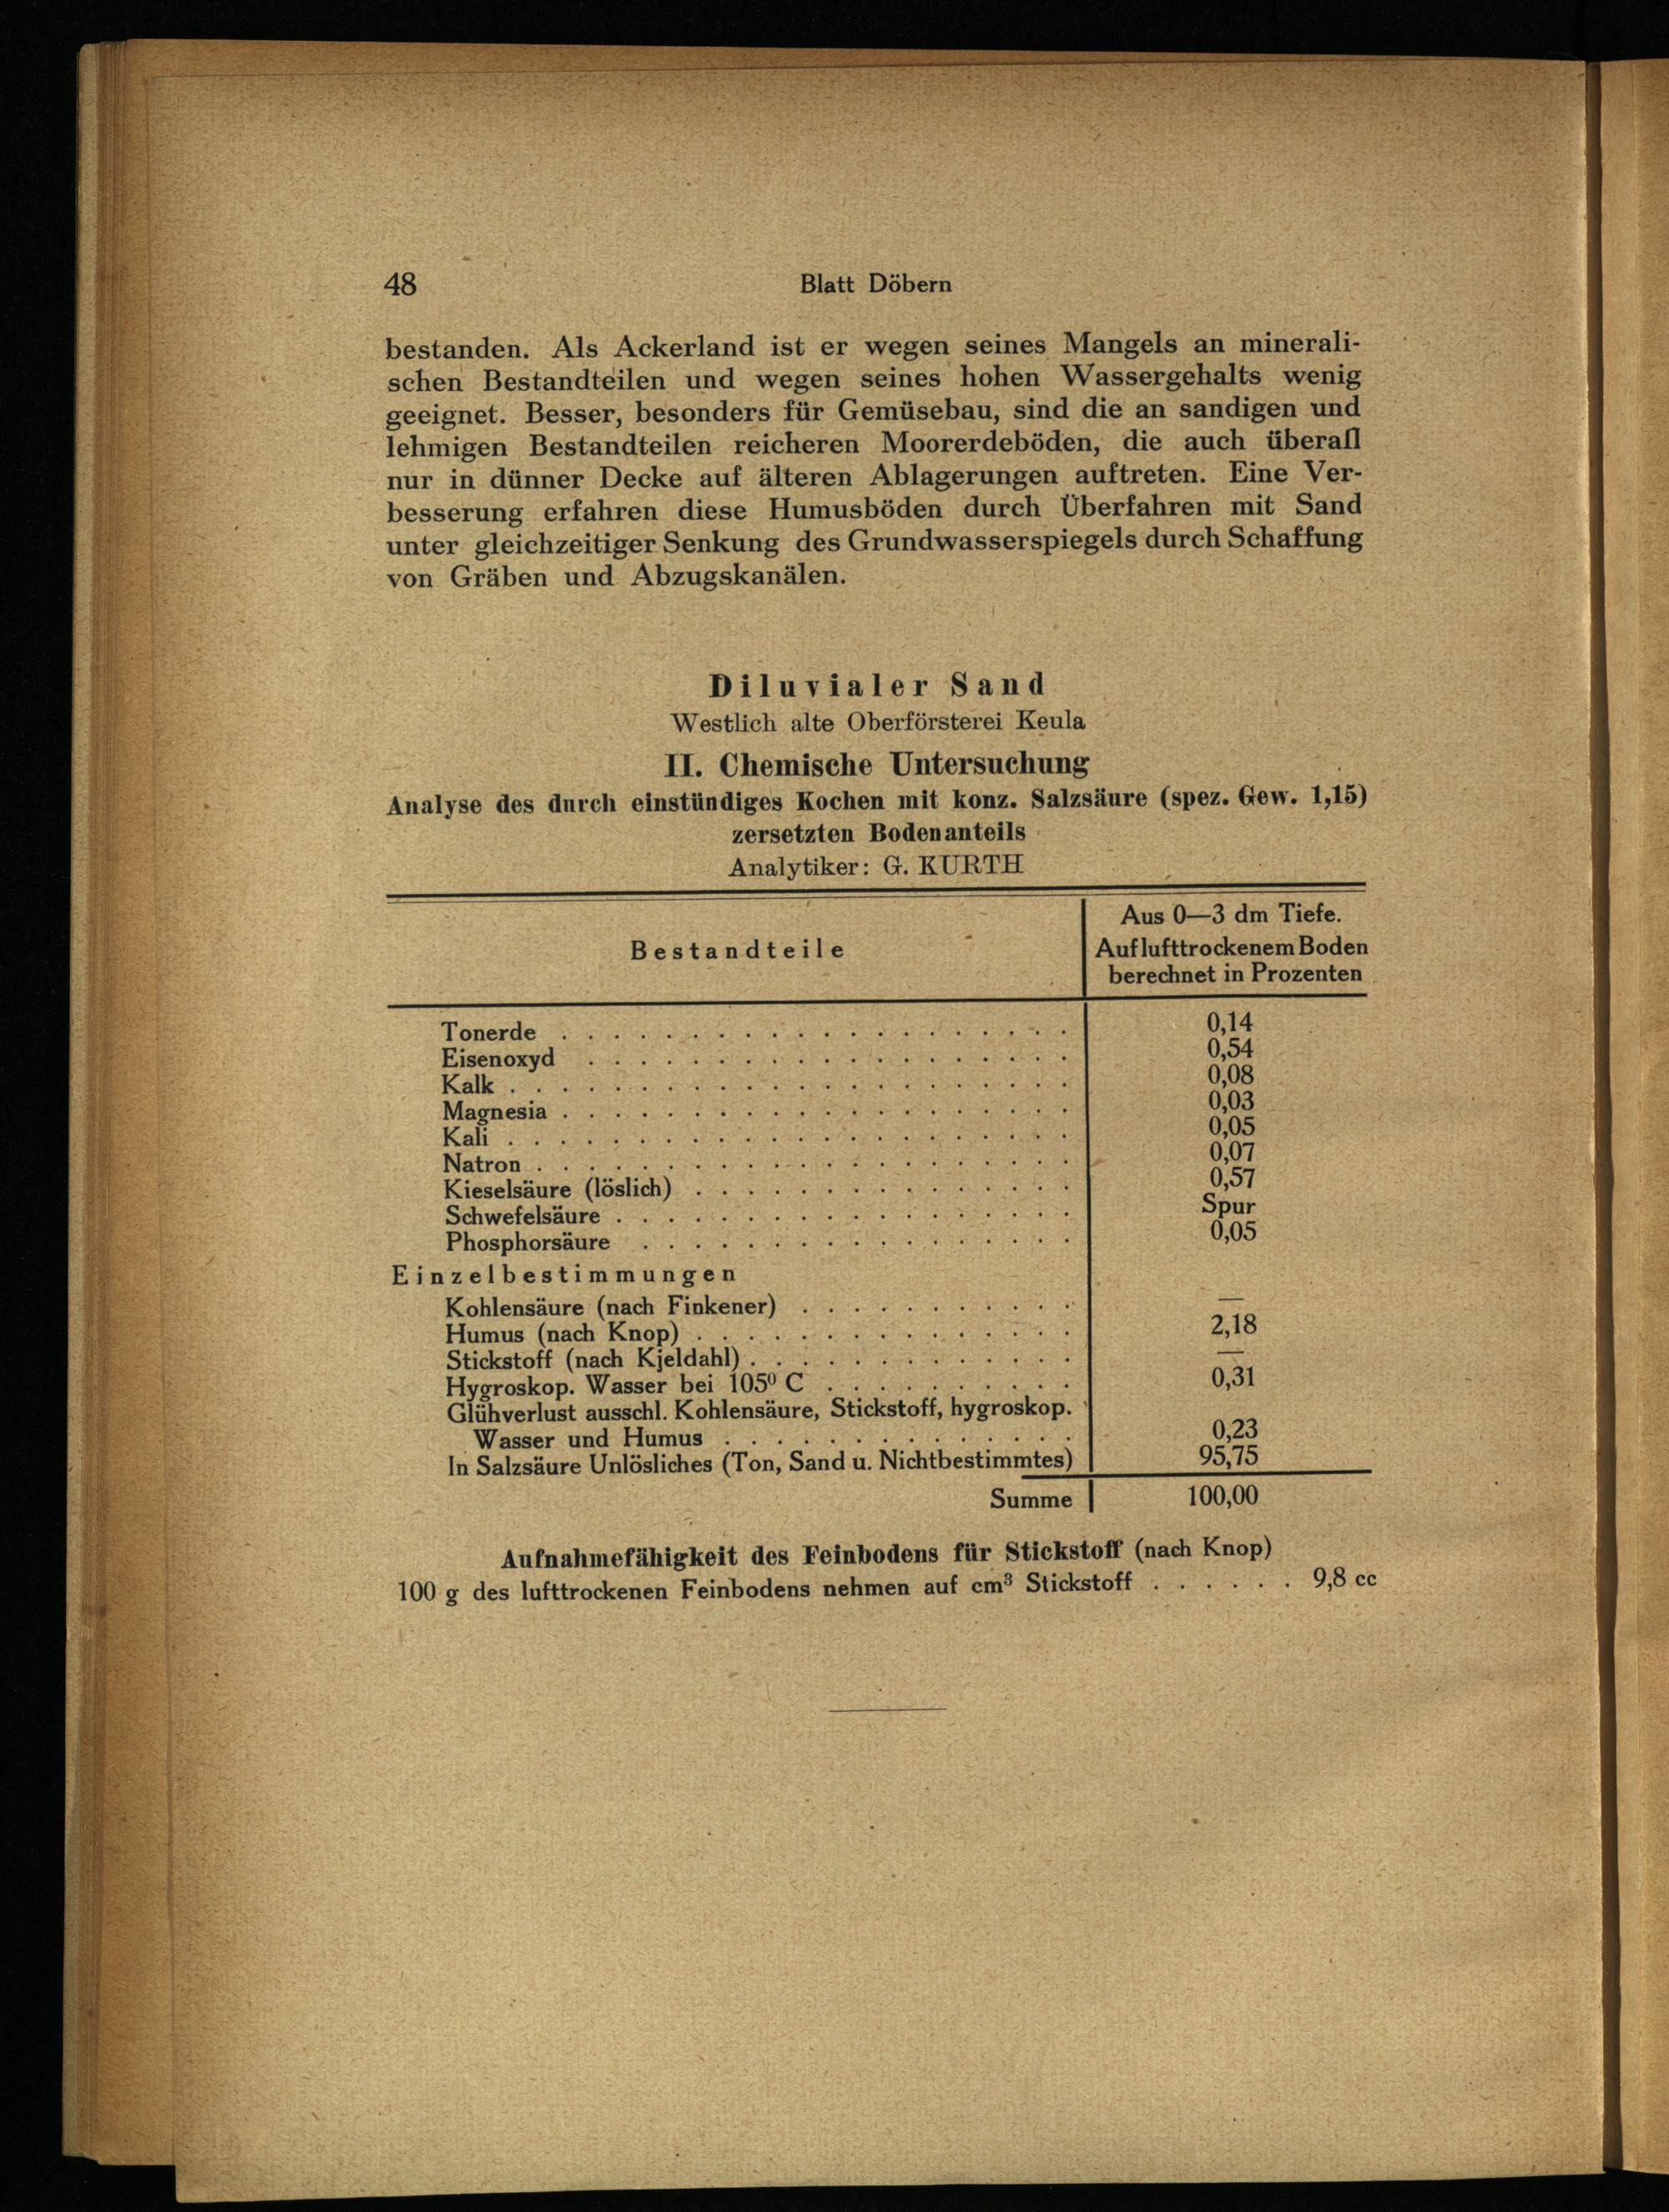 48
Blatt Döbern
bestanden. Als Ackerland ist er wegen seines Mangels an minerali-
schen Bestandteilen und wegen seines hohen Wassergehalts wenig
geeignet. Besser, besonders für Gemüsebau, sind die an sandigen und
lehmigen Bestandteilen reicheren Moorerdeböden, die auch überall
nur in dünner Decke auf älteren Ablagerungen auftreten. Eine Ver-
besserung erfahren diese Humusböden durch Überfahren mit Sand
unter gleichzeitiger Senkung des Grundwasserspiegels durch Schaffung
von Gräben und Abzugskanälen.
Diluvialer Sand
Westlich alte Oberförsterei Keula
II. Chemische Untersuchung
Analyse des durch einstündiges Kochen mit konz. Salzsäure (spez. Gew. 1,15)
zersetzten Bodenanteils
Analytiker: G. KURTH
Bestandteile
Aus 0—3 dm Tiefe.
Auf lufttrockenem Boden
berechnet in Prozenten
Tonerde . . . . . . . . . . . . . . . . . . . . 0,14
Eisenoxyd . . . . . . . . . . . . . . . . . . . 0,54
Kalk . . . . . . . . . . . . . . . . . . . . . . 0,08
Magnesia . . . . . . . . . . . . . . . . . . . . 0,03
Kali . . . . . . . . . . . . . . . . . . . . . . 0,05
Natron . . . . . . . . . . . . . . . . . . . . . 0,07
Kieselsäure (löslich) . . . . . . . . . . . . . . . 0,57
Schwefelsäure . . . . . . . . . . . . . . . . . . Spur
Phosphorsäure . . . . . . . . . . . . . . . . . 0,05
Einzelbestimmungen
Kohlensäure (nach Finkener) . . . . . . . . . . . —
Humus (nach Knop) . . . . . . . . . . . . . . . 2,18
Stickstoff (nach Kjeldahl) . . . . . . . . . . . . . —
Hygroskop. Wasser bei 105⁰ C . . . . . . . . . . 0,31
Glühverlust ausschl. Kohlensäure, Stickstoff, hygroskop.
Wasser und Humus . . . . . . . . . . . . . . 0,23
In Salzsäure Unlösliches (Ton, Sand u. Nichtbestimmtes) 95,75
Summe 100,00
Aufnahmefähigkeit des Feinbodens für Stickstoff (nach Knop)
100 g des lufttrockenen Feinbodens nehmen auf cm³ Stickstoff . . . . . . 9,8 cc